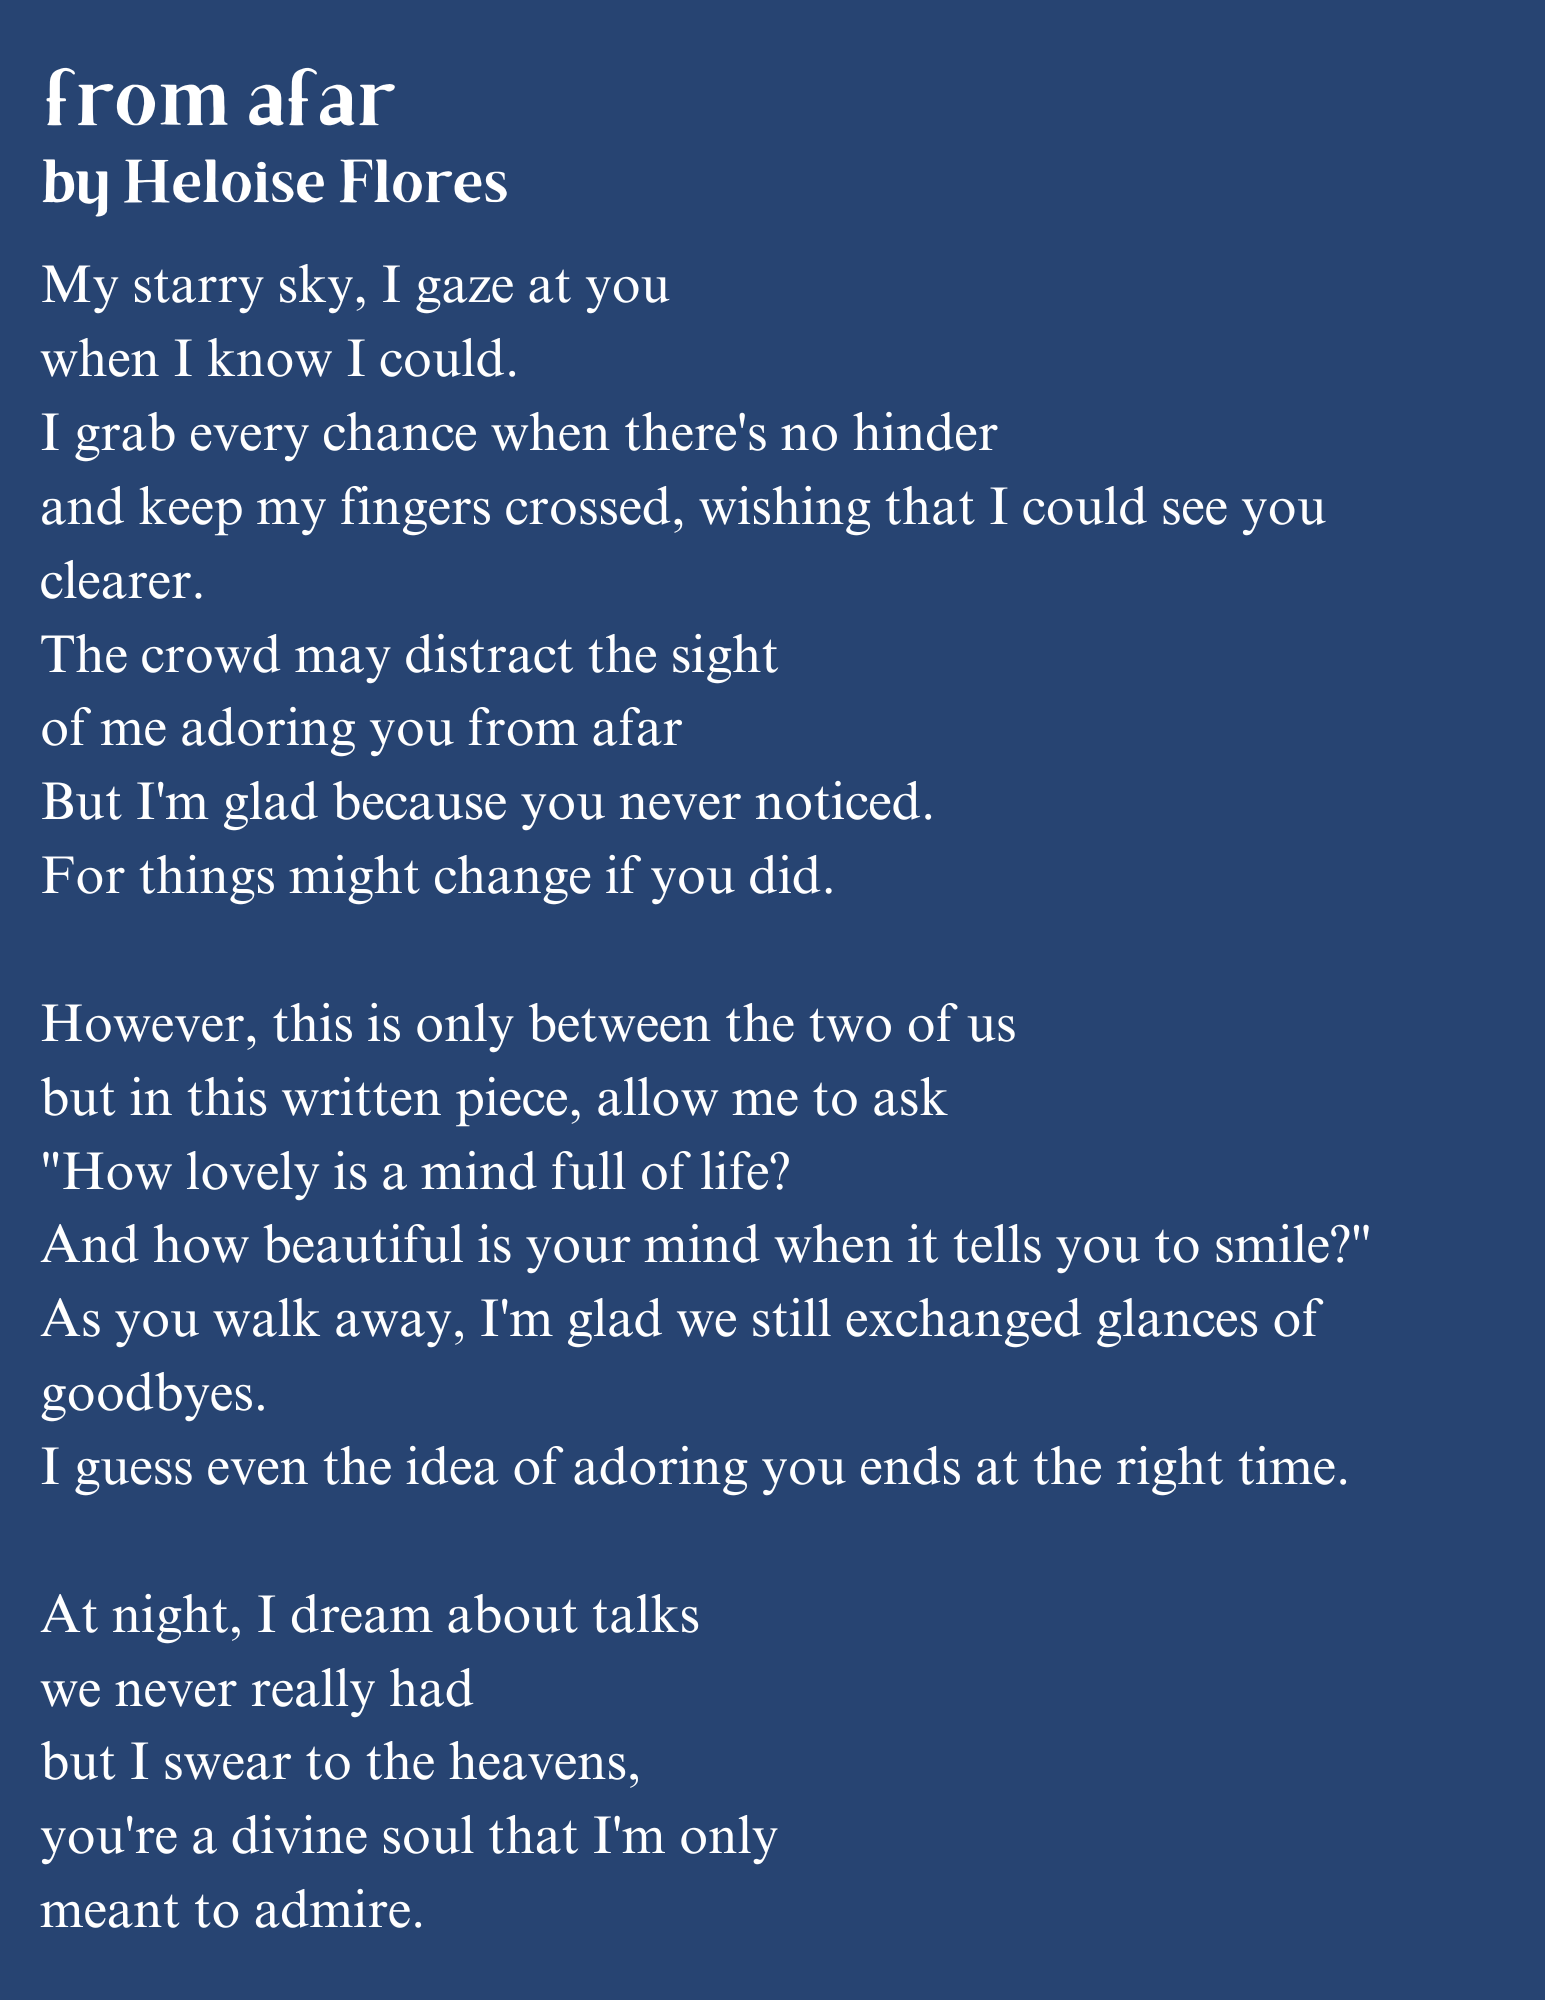 from afar
by Heloise Flores
My starry sky, I gaze at you
when I know I could.
I grab every chance when there's no hinder
and keep my fingers crossed, wishing that I could see you
clearer.
The crowd may distract the sight
of me adoring you from afar
But I'm glad because you never noticed.
For things might change if you did.
However, this is only between the two of us
but in this written piece, allow me to ask
"How lovely is a mind full of life?
And how beautiful is your mind when it tells you to smile?"
As you walk away, I'm glad we still exchanged glances of
goodbyes.
I guess even the idea of adoring you ends at the right time.
At night, I dream about talks
we never really had
but I swear to the heavens,
you're a divine soul that I'm only
meant to admire.